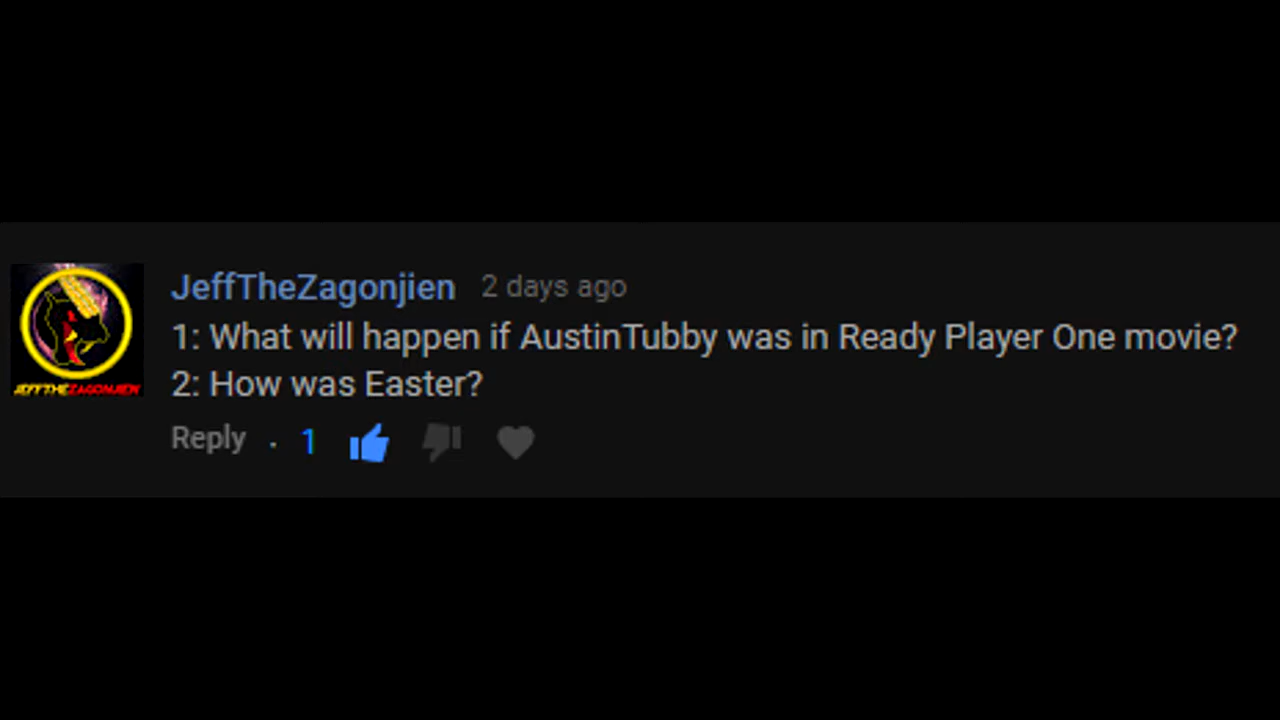 JeffTheZagonjien 2 days ago
1: What will happen if AustinTubby was in Ready Player One movie?
2: How was Easter?
JEFFTHEZAGONJIEN
Reply · 1